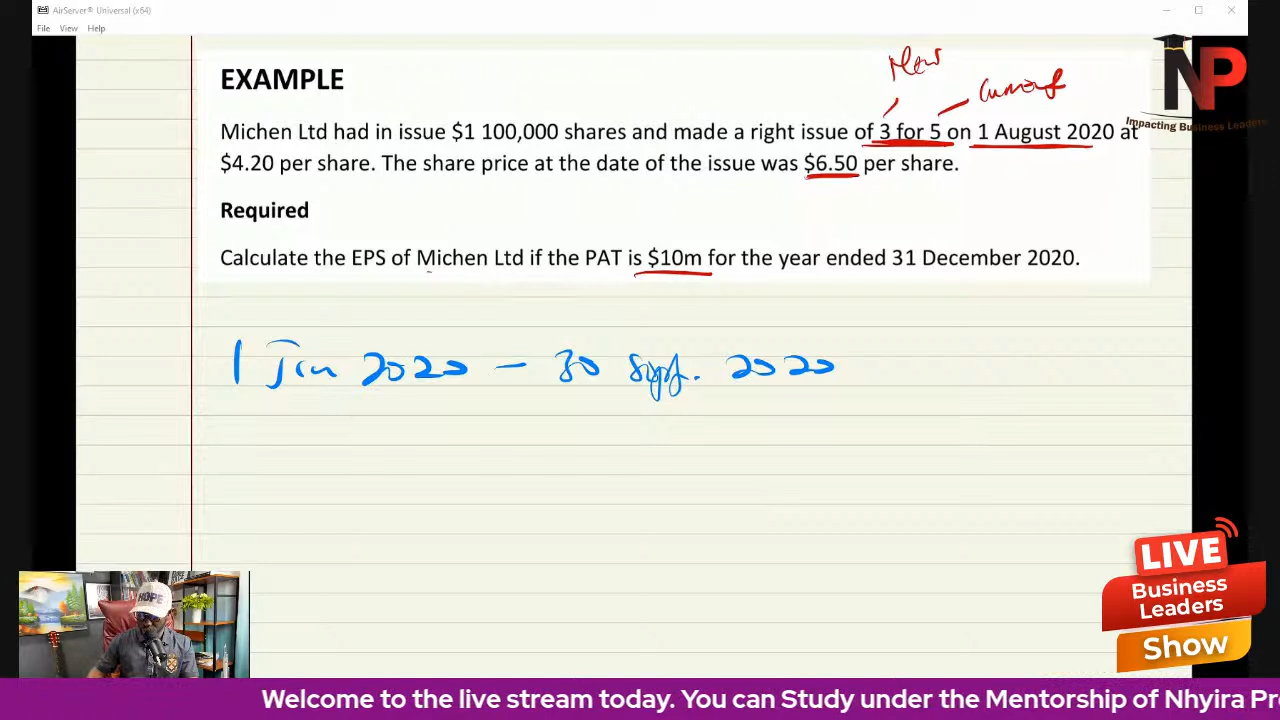 AirServer® Universal (x64)
File View Help
NP
Impacting Business Leaders
New
Current
EXAMPLE
Michen Ltd had in issue $1 100,000 shares and made a right issue of 3 for 5 on 1 August 2020 at
$4.20 per share. The share price at the date of the issue was $6.50 per share.
Required
Calculate the EPS of Michen Ltd if the PAT is $10m for the year ended 31 December 2020.
1 Jan 2020 - 30 Sept. 2020
HOPE
LIVE
Business
Leaders
Show
Welcome to the live stream today. You can Study under the Mentorship of Nhyira Pr